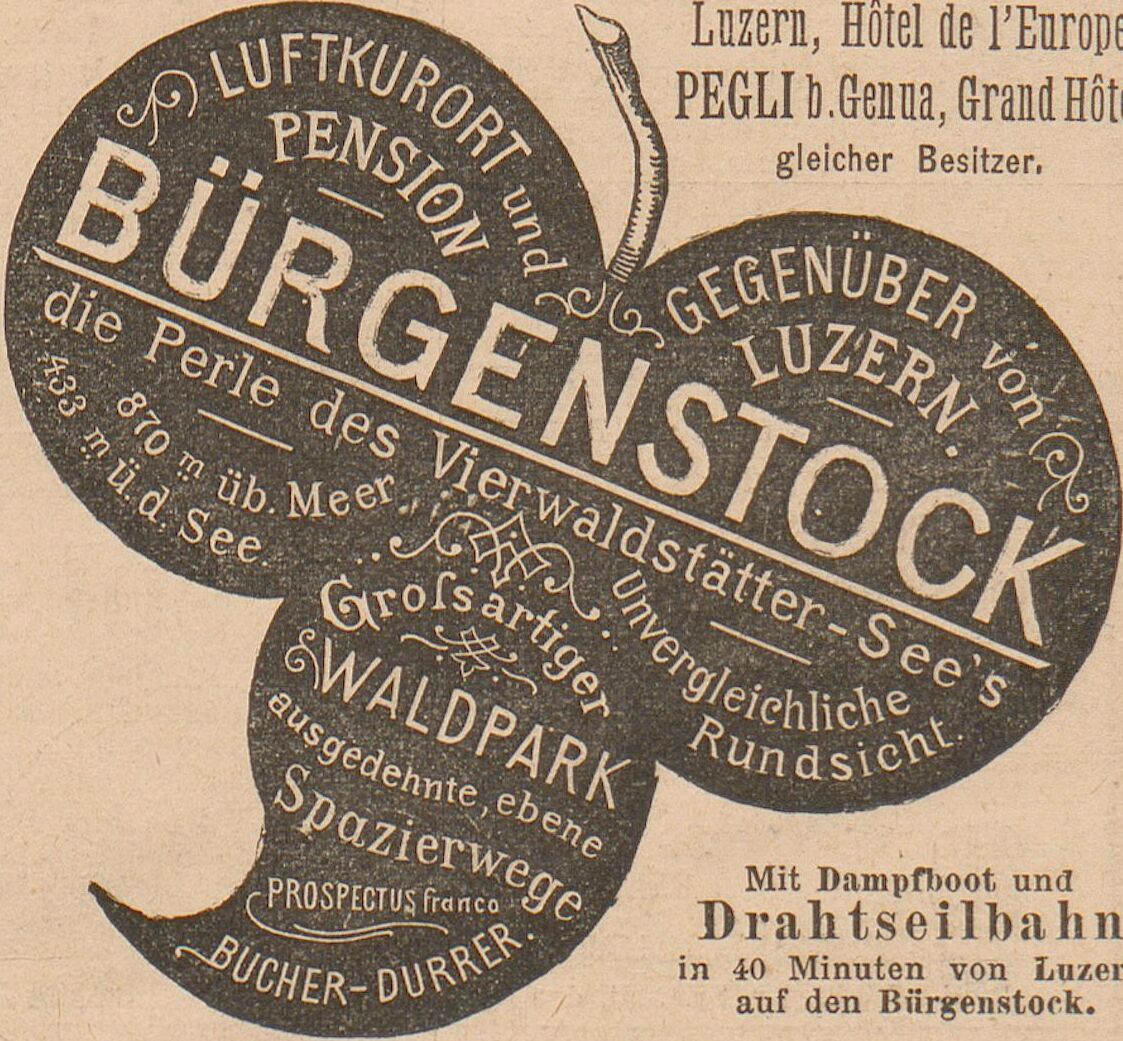 Luzern, Hôtel de l'Europe
PEGLI b. Genua, Grand Hôte
gleicher Besitzer.
LUFTKURORT und
PENSION
BÜRGENSTOCK
GEGENÜBER von
LUZERN.
die Perle des Vierwaldstätter-See's
870 m üb. Meer
433 m ü. d. See.
Unvergleichliche
Rundsicht.
Groſsartiger
WALDPARK
ausgedehnte, ebene
Spazierwege
PROSPECTUS franco
BUCHER-DURRER.
Mit Dampfboot und
Drahtseilbahn
in 40 Minuten von Luzer
auf den Bürgenstock.